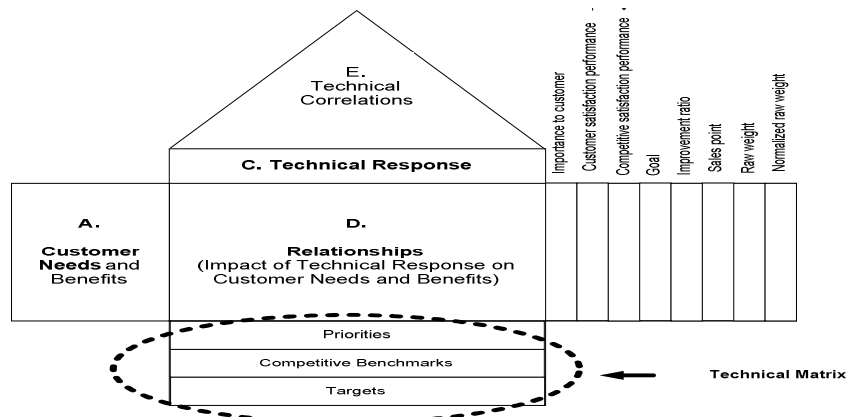 E.
Technical
Correlations
C. Technical Response
Importance to customer
Customer satisfaction performance
Competitive satisfaction performance
Goal
Improvement ratio
Sales point
Raw weight
Normalized raw weight
A.
Customer
Needs and
Benefits
D.
Relationships
(Impact of Technical Response on
Customer Needs and Benefits)
Priorities
Competitive Benchmarks
Targets
Technical Matrix